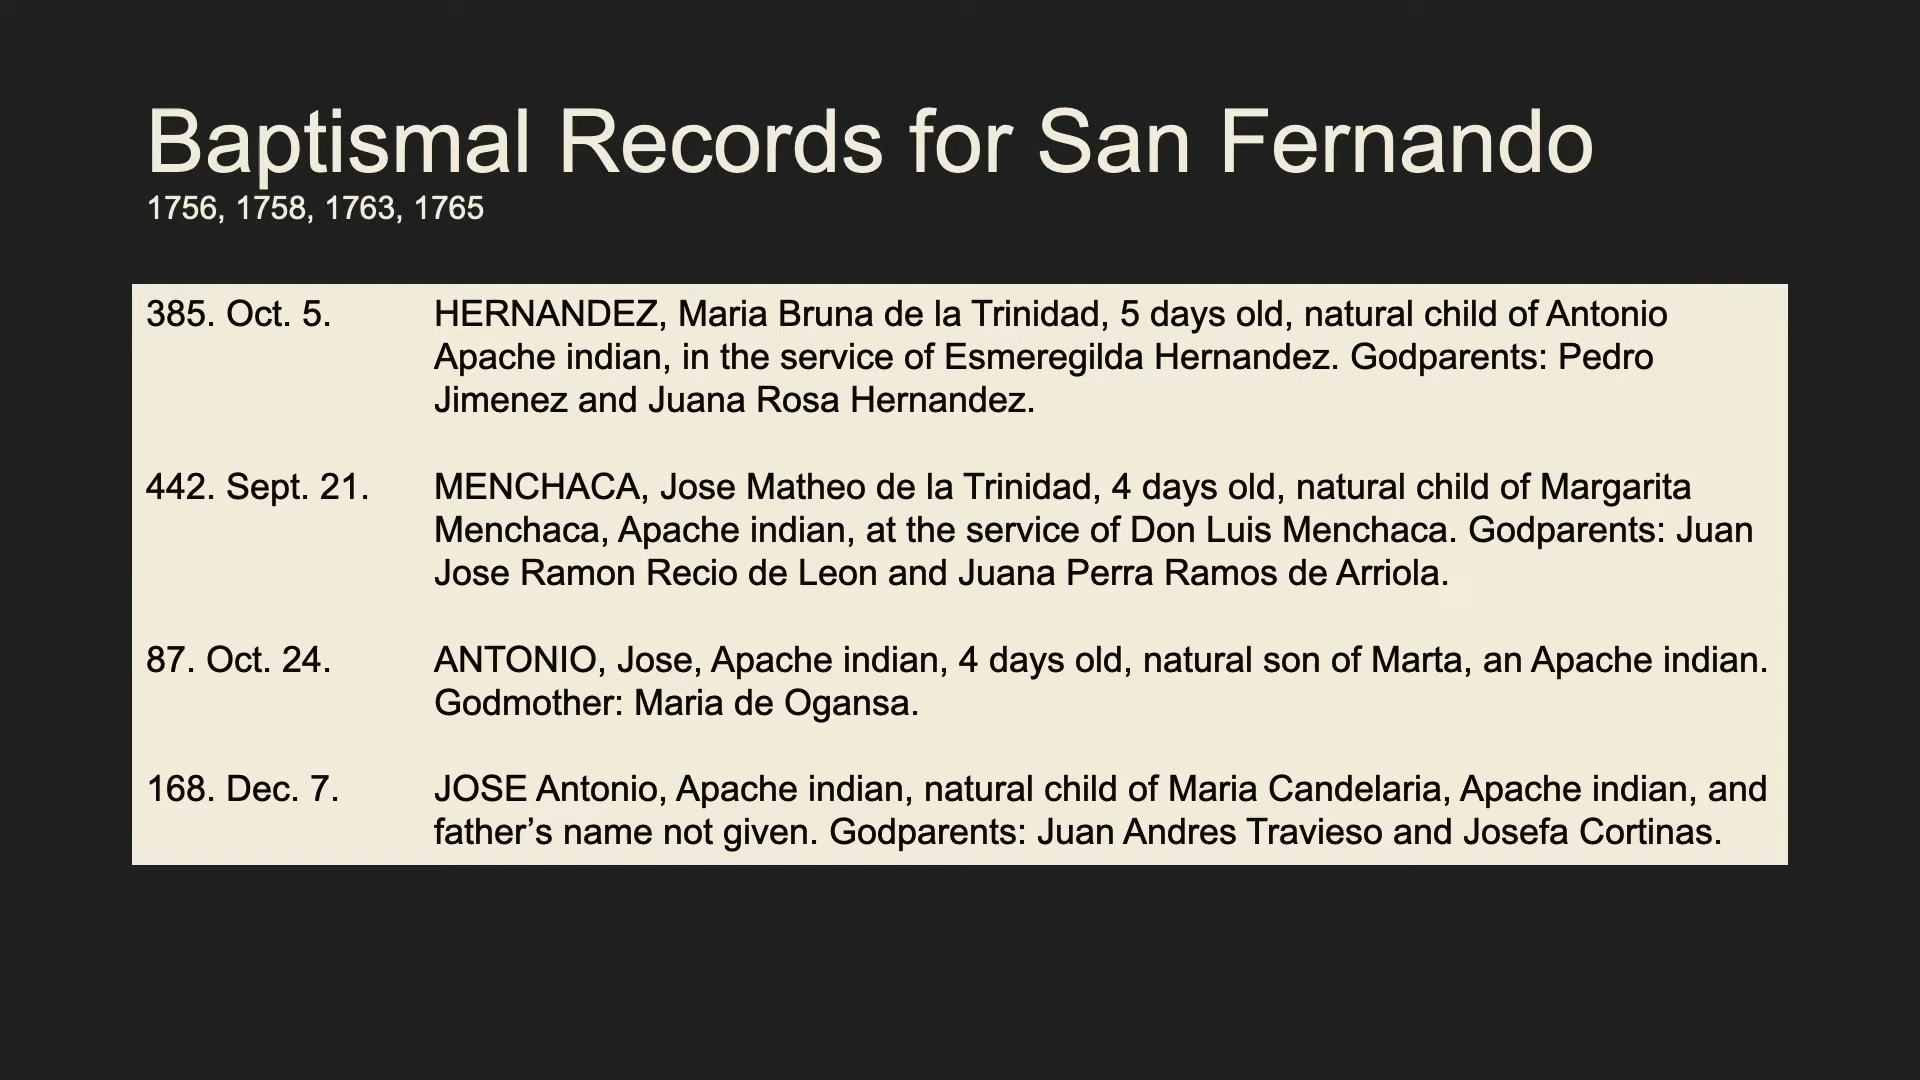 Baptismal Records for San Fernando
1756, 1758, 1763, 1765
385. Oct. 5. HERNANDEZ, Maria Bruna de la Trinidad, 5 days old, natural child of Antonio
Apache indian, in the service of Esmeregilda Hernandez. Godparents: Pedro
Jimenez and Juana Rosa Hernandez.
442. Sept. 21. MENCHACA, Jose Matheo de la Trinidad, 4 days old, natural child of Margarita
Menchaca, Apache indian, at the service of Don Luis Menchaca. Godparents: Juan
Jose Ramon Recio de Leon and Juana Perra Ramos de Arriola.
87. Oct. 24. ANTONIO, Jose, Apache indian, 4 days old, natural son of Marta, an Apache indian.
Godmother: Maria de Ogansa.
168. Dec. 7. JOSE Antonio, Apache indian, natural child of Maria Candelaria, Apache indian, and
father’s name not given. Godparents: Juan Andres Travieso and Josefa Cortinas.